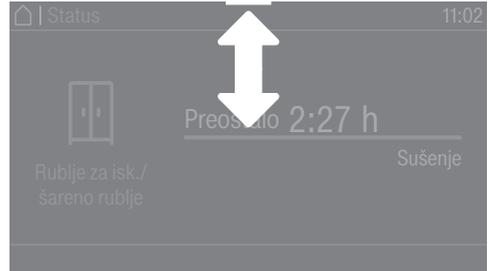 | Status
11:02
Preostalo 2:27 h
Sušenje
Rublje za isk./
šareno rublje